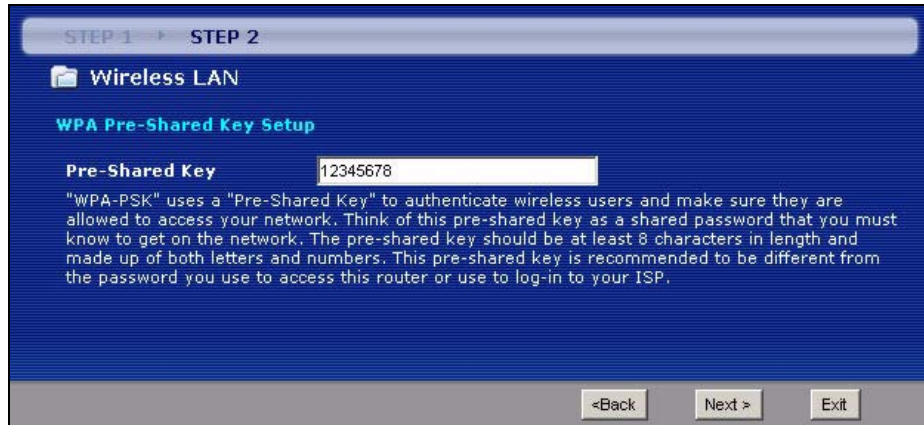 STEP 1 STEP 2
Wireless LAN
WPA Pre-Shared Key Setup
Pre-Shared Key 12345678
"WPA-PSK" uses a "Pre-Shared Key" to authenticate wireless users and make sure they are
allowed to access your network. Think of this pre-shared key as a shared password that you must
know to get on the network. The pre-shared key should be at least 8 characters in length and
made up of both letters and numbers. This pre-shared key is recommended to be different from
the password you use to access this router or use to log-in to your ISP.
<Back Next > Exit